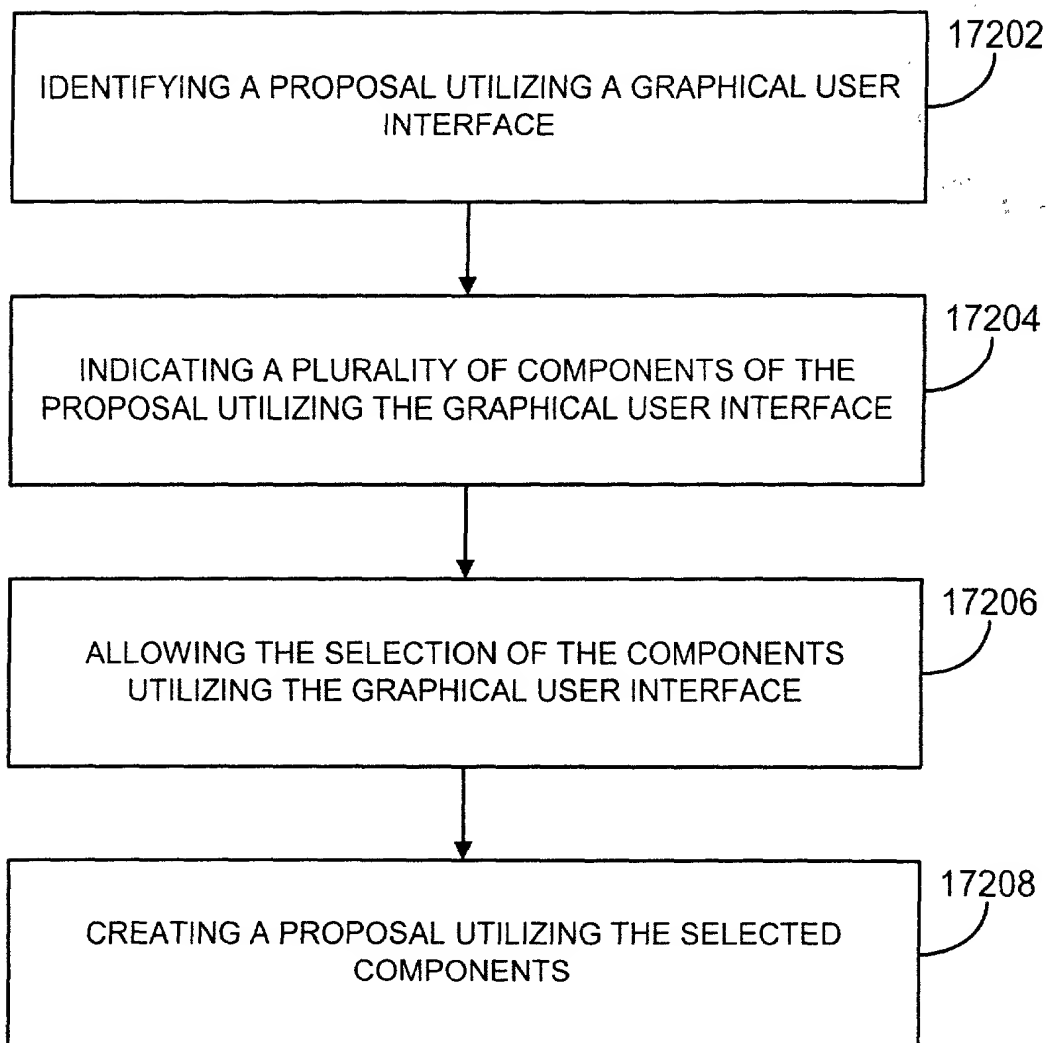 17202
IDENTIFYING A PROPOSAL UTILIZING A GRAPHICAL USER
INTERFACE
17204
INDICATING A PLURALITY OF COMPONENTS OF THE
PROPOSAL UTILIZING THE GRAPHICAL USER INTERFACE
17206
ALLOWING THE SELECTION OF THE COMPONENTS
UTILIZING THE GRAPHICAL USER INTERFACE
17208
CREATING A PROPOSAL UTILIZING THE SELECTED
COMPONENTS